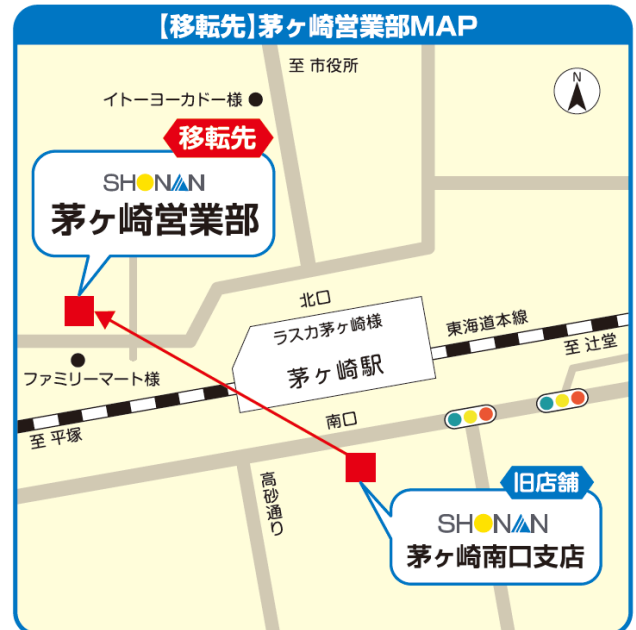 【移転先】茅ヶ崎営業部MAP
至 市役所
N
イトーヨーカドー様
移転先
SHONAN
茅ヶ崎営業部
北口
ラスカ茅ヶ崎様
茅ヶ崎駅
東海道本線
至 辻堂
ファミリーマート様
至 平塚
南口
高砂通り
旧店舗
SHONAN
茅ヶ崎南口支店